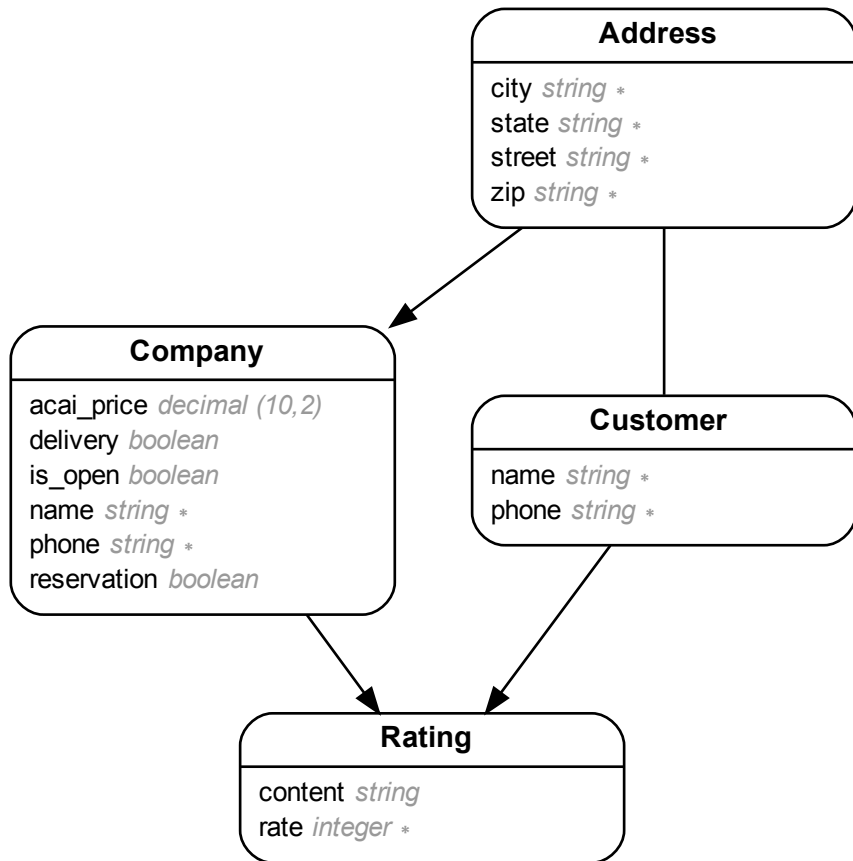 Address
city string *
state string *
street string *
zip string *
Company
acai_price decimal (10,2)
delivery boolean
is_open boolean
name string *
phone string *
reservation boolean
Customer
name string *
phone string *
Rating
content string
rate integer *